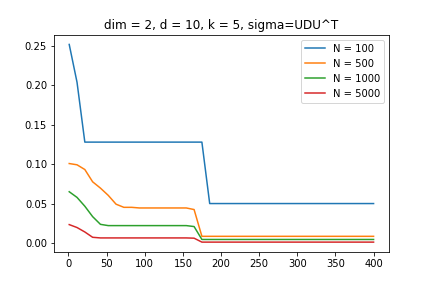 dim = 2, d = 10, k = 5, sigma=UDU^T
N = 100
N = 500
N = 1000
N = 5000
0.25
0.20
0.15
0.10
0.05
0.00
0 50 100 150 200 250 300 350 400